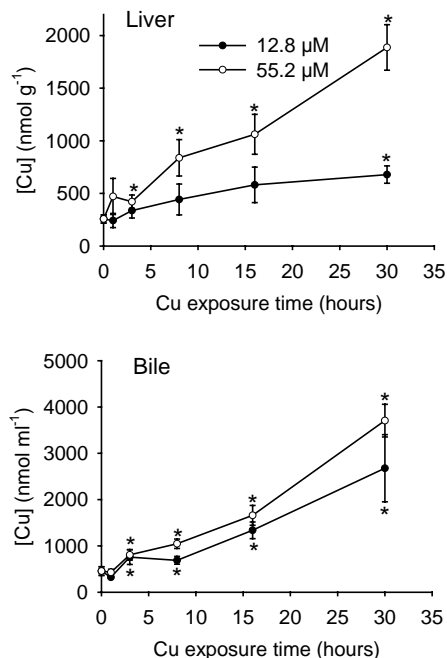 Liver
12.8 µM
55.2 µM
[Cu] (nmol g⁻¹)
2000
1500
1000
500
0
*
*
*
*
*
0 5 10 15 20 25 30 35
Cu exposure time (hours)
Bile
[Cu] (nmol ml⁻¹)
5000
4000
3000
2000
1000
0
*
*
*
*
*
*
*
*
0 5 10 15 20 25 30 35
Cu exposure time (hours)